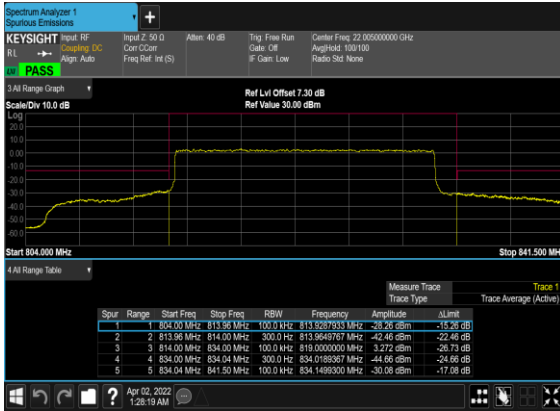 Spectrum Analyzer 1
Spurious Emissions
+
KEYSIGHT Input: RF Input Z: 50 Ω Atten: 40 dB Trig: Free Run Center Freq: 22.005000000 GHz
RL Coupling: DC Corr CCorr Gate: Off Avg|Hold: 100/100
Align: Auto Freq Ref: Int (S) IF Gain: Low Radio Std: None
PASS
3 All Range Graph
Ref Lvl Offset 7.30 dB
Scale/Div 10.0 dB Ref Value 30.00 dBm
Log
20.0
10.0
0.00
-10.0
-20.0
-30.0
-40.0
-50.0
-60.0
Start 804.000 MHz Stop 841.500 MH
4 All Range Table
Measure Trace Trace 1
Trace Type Trace Average (Active)
Spur Range Start Freq Stop Freq RBW Frequency Amplitude ΔLimit
1 1 804.00 MHz 813.96 MHz 100.0 kHz 813.9287933 MHz -28.26 dBm -15.26 dB
2 2 813.96 MHz 814.00 MHz 300.0 Hz 813.9649767 MHz -42.46 dBm -22.46 dB
3 3 814.00 MHz 834.00 MHz 100.0 kHz 819.0000000 MHz 3.272 dBm -26.73 dB
4 4 834.00 MHz 834.04 MHz 300.0 Hz 834.0189367 MHz -44.66 dBm -24.66 dB
5 5 834.04 MHz 841.50 MHz 100.0 kHz 834.1499300 MHz -30.08 dBm -17.08 dB
?
Apr 02, 2022
1:28:19 AM